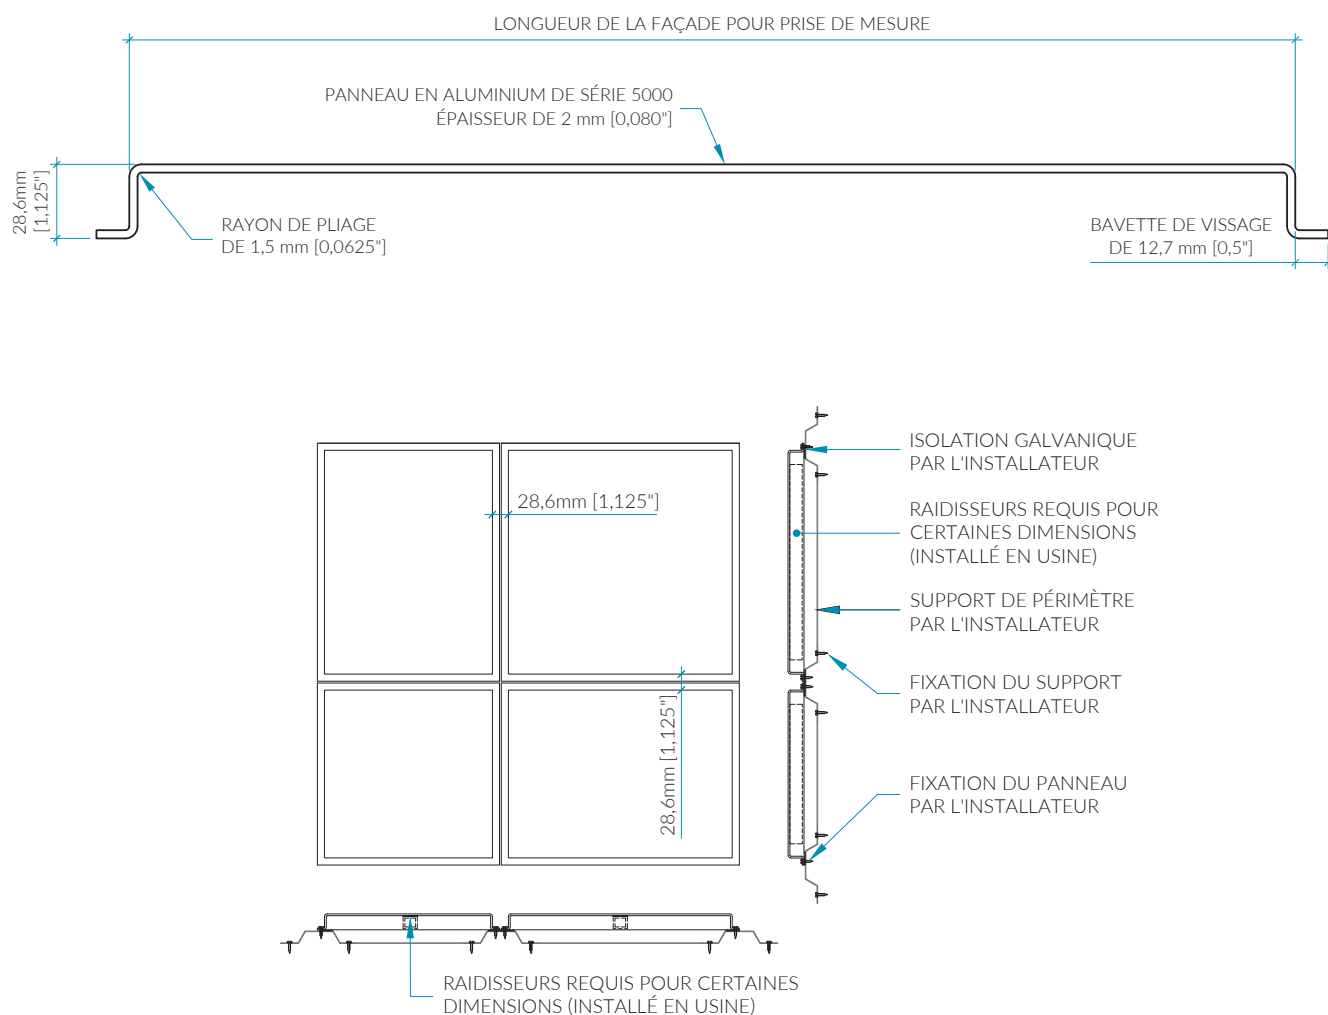 LONGUEUR DE LA FAÇADE POUR PRISE DE MESURE
PANNEAU EN ALUMINIUM DE SÉRIE 5000
ÉPAISSEUR DE 2 mm [0,080"]
28,6mm
[1,125"]
RAYON DE PLIAGE
DE 1,5 mm [0,0625"]
BAVETTE DE VISSAGE
DE 12,7 mm [0,5"]
28,6mm [1,125"]
28,6mm [1,125"]
ISOLATION GALVANIQUE
PAR L'INSTALLATEUR
RAIDISSEURS REQUIS POUR
CERTAINES DIMENSIONS
(INSTALLÉ EN USINE)
SUPPORT DE PÉRIMÈTRE
PAR L'INSTALLATEUR
FIXATION DU SUPPORT
PAR L'INSTALLATEUR
FIXATION DU PANNEAU
PAR L'INSTALLATEUR
RAIDISSEURS REQUIS POUR CERTAINES
DIMENSIONS (INSTALLÉ EN USINE)